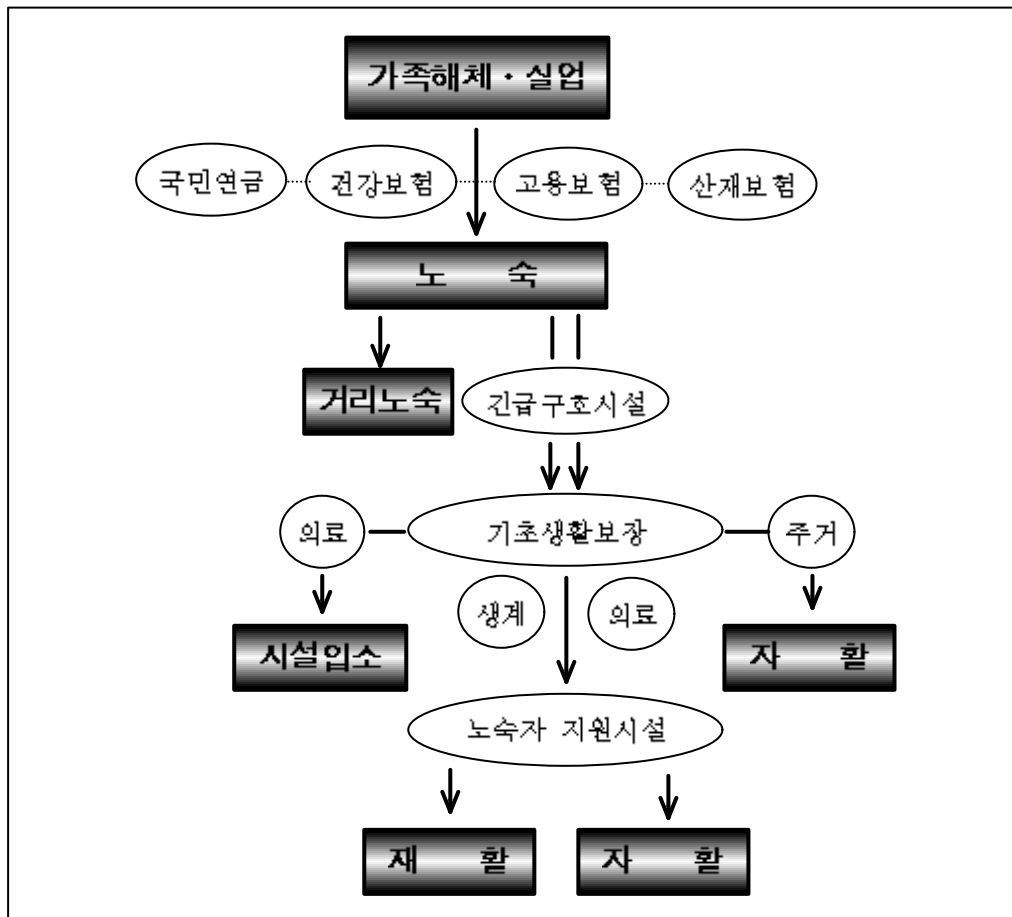 가족해체·실업
국민연금 건강보험 고용보험 산재보험
노 숙
거리노숙 긴급구호시설
의료 기초생활보장 주거
생계 의료
시설입소 자 활
노숙자 지원시설
재 활 자 활